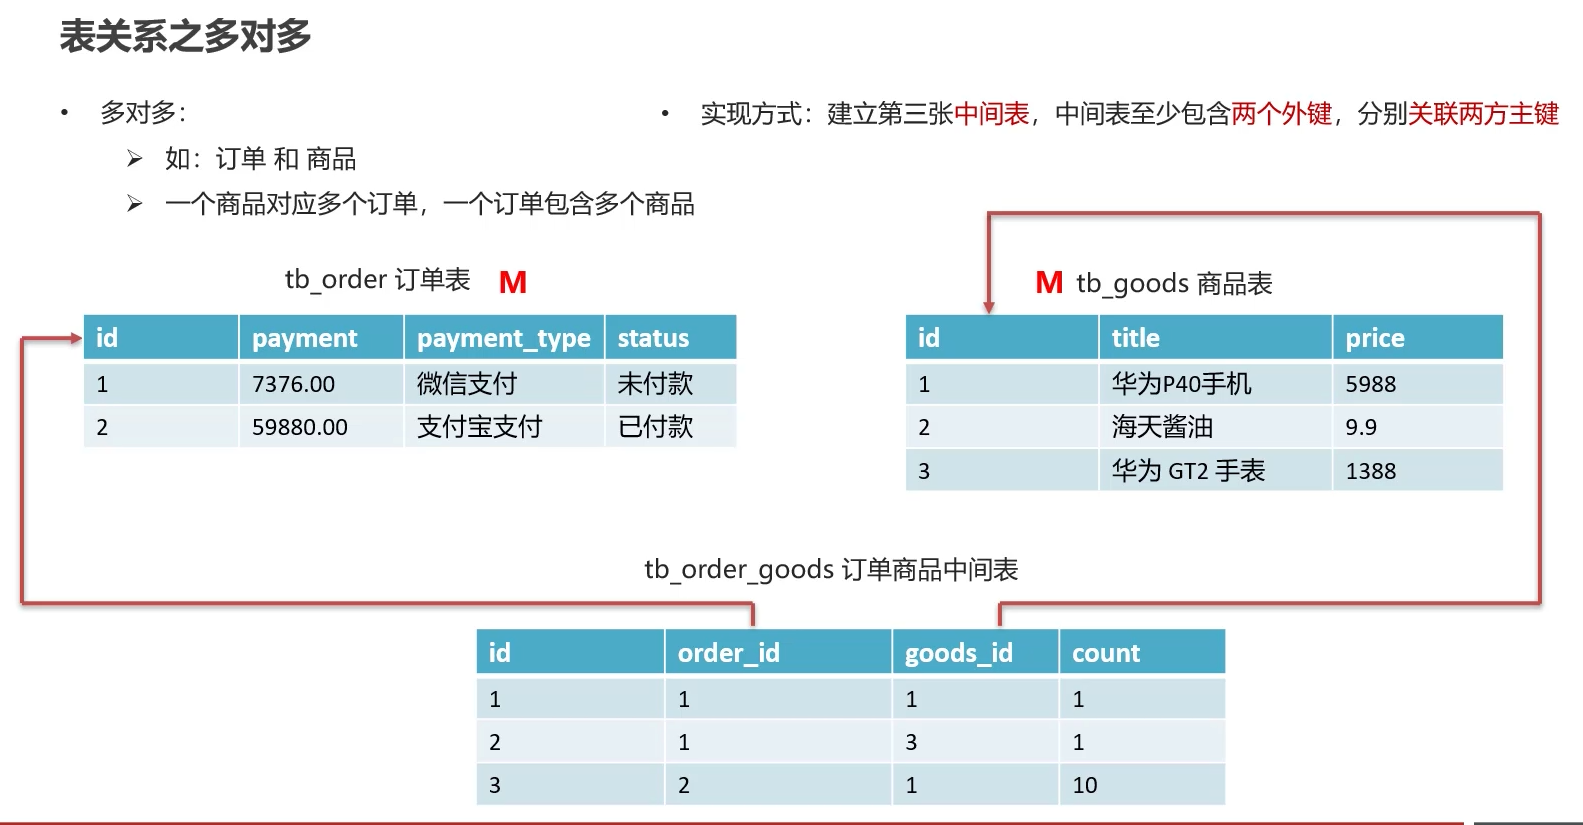 表关系之多对多
• 多对多：
➢ 如：订单 和 商品
➢ 一个商品对应多个订单，一个订单包含多个商品
• 实现方式：建立第三张中间表，中间表至少包含两个外键，分别关联两方主键
tb_order 订单表 M
id payment payment_type status
1 7376.00 微信支付 未付款
2 59880.00 支付宝支付 已付款
M tb_goods 商品表
id title price
1 华为P40手机 5988
2 海天酱油 9.9
3 华为 GT2 手表 1388
tb_order_goods 订单商品中间表
id order_id goods_id count
1 1 1 1
2 1 3 1
3 2 1 10